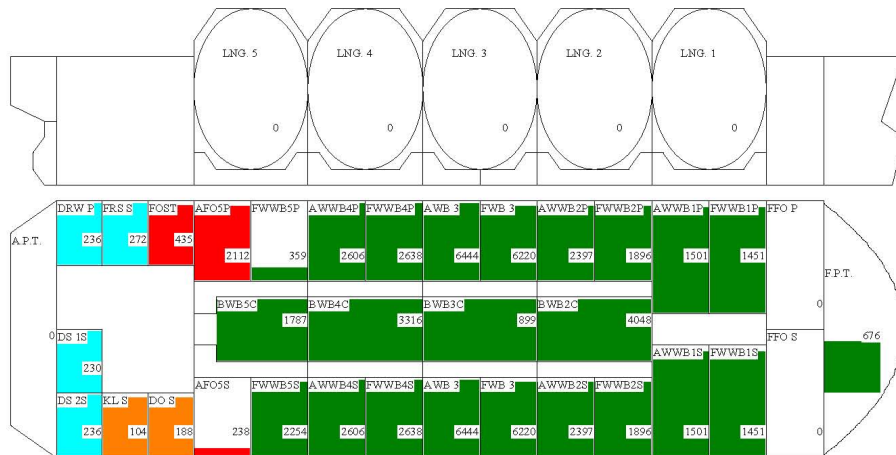 LNG. 5 LNG. 4 LNG. 3 LNG. 2 LNG. 1
0 0 0 0 0
DRW P FRS S FOST AFO5P FWWB5P AWWB4P FWWB4P AWB 3 FWB 3 AWWB2P FWWB2P AWWB1P FWWB1P FFO P
A.P.T.
236 272 435 2112 359 2606 2638 6444 6220 2397 1896 1501 1451
F.P.T.
BWB5C BWB4C BWB3C BWB2C 0
1787 3316 899 4048
0 DS 1S FFO S 676
AWWB1S FWWB1S
230
AFO5S FWWB5S AWWB4S FWWB4S AWB 3 FWB 3 AWWB2S FWWB2S
DS 2S KL S DO S
236 104 188 238 2254 2606 2638 6444 6220 2397 1896 1501 1451 0